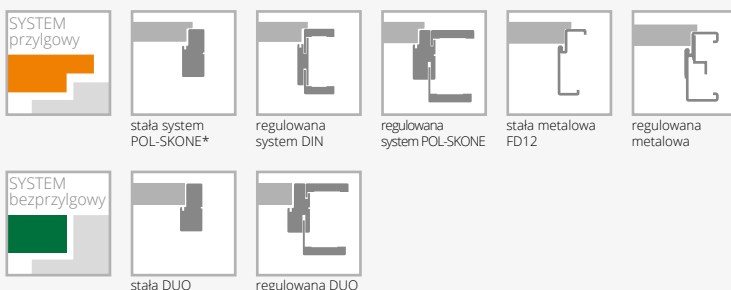 SYSTEM
przylgowy
stała system
POL-SKONE*
regulowana
system DIN
regulowana
system POL-SKONE
stała metalowa
FD12
regulowana
metalowa
SYSTEM
bezprzylgowy
stała DUO
regulowana DUO